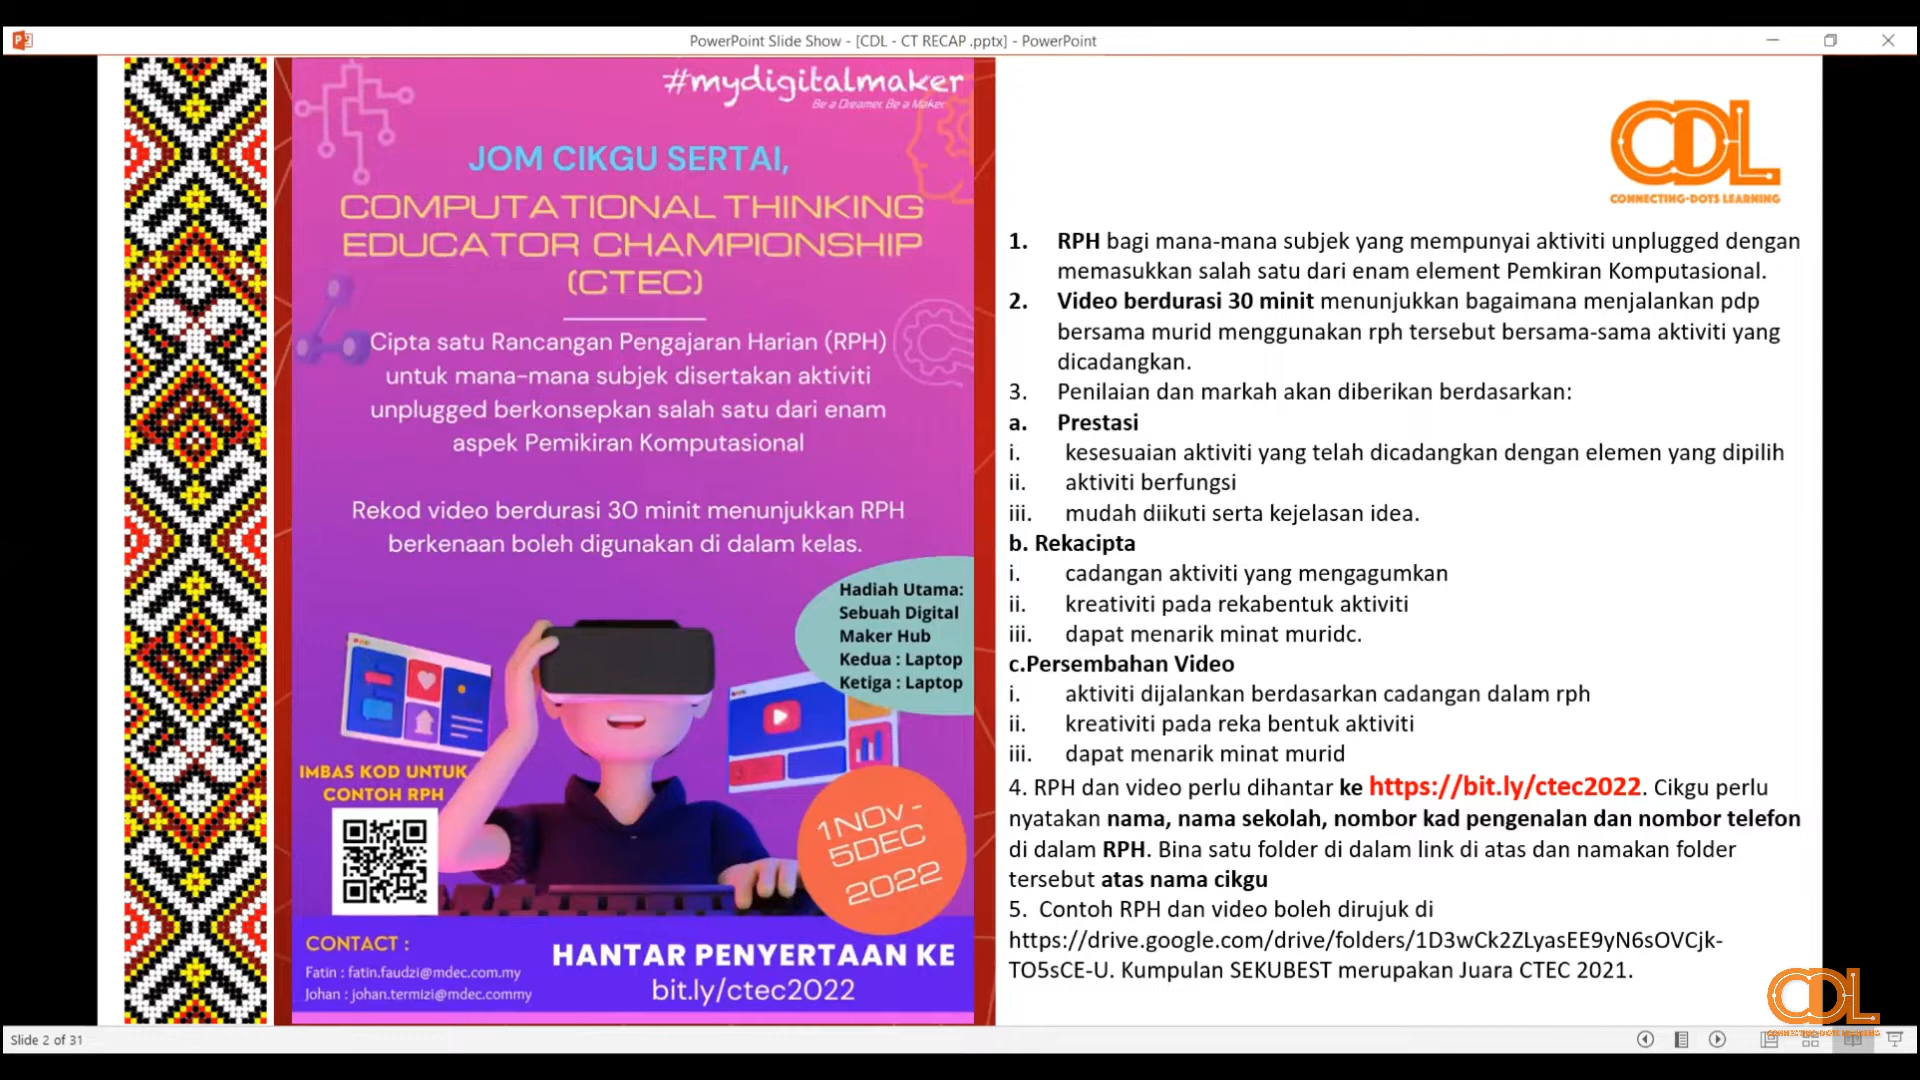 PowerPoint Slide Show - [CDL - CT RECAP .pptx] - PowerPoint
#mydigitalmaker
Be a Dreamer. Be a Maker.
JOM CIKGU SERTAI,
COMPUTATIONAL THINKING
EDUCATOR CHAMPIONSHIP
(CTEC)
Cipta satu Rancangan Pengajaran Harian (RPH)
untuk mana-mana subjek disertakan aktiviti
unplugged berkonsepkan salah satu dari enam
aspek Pemikiran Komputasional
Rekod video berdurasi 30 minit menunjukkan RPH
berkenaan boleh digunakan di dalam kelas.
Hadiah Utama:
Sebuah Digital
Maker Hub
Kedua : Laptop
Ketiga : Laptop
IMBAS KOD UNTUK
CONTOH RPH
1 NOV -
5DEC
2022
CONTACT :
Fatin : fatin.faudzi@mdec.com.my
Johan : johan.termizi@mdec.commy
HANTAR PENYERTAAN KE
bit.ly/ctec2022
CDL
CONNECTING-DOTS LEARNING
1. RPH bagi mana-mana subjek yang mempunyai aktiviti unplugged dengan
memasukkan salah satu dari enam element Pemkiran Komputasional.
2. Video berdurasi 30 minit menunjukkan bagaimana menjalankan pdp
bersama murid menggunakan rph tersebut bersama-sama aktiviti yang
dicadangkan.
3. Penilaian dan markah akan diberikan berdasarkan:
a. Prestasi
i. kesesuaian aktiviti yang telah dicadangkan dengan elemen yang dipilih
ii. aktiviti berfungsi
iii. mudah diikuti serta kejelasan idea.
b. Rekacipta
i. cadangan aktiviti yang mengagumkan
ii. kreativiti pada rekabentuk aktiviti
iii. dapat menarik minat muridc.
c.Persembahan Video
i. aktiviti dijalankan berdasarkan cadangan dalam rph
ii. kreativiti pada reka bentuk aktiviti
iii. dapat menarik minat murid
4. RPH dan video perlu dihantar ke https://bit.ly/ctec2022. Cikgu perlu
nyatakan nama, nama sekolah, nombor kad pengenalan dan nombor telefon
di dalam RPH. Bina satu folder di dalam link di atas dan namakan folder
tersebut atas nama cikgu
5. Contoh RPH dan video boleh dirujuk di
https://drive.google.com/drive/folders/1D3wCk2ZLyasEE9yN6sOVCjk-
TO5sCE-U. Kumpulan SEKUBEST merupakan Juara CTEC 2021.
CDL
CONNECTING-DOTS LEARNING
Slide 2 of 31